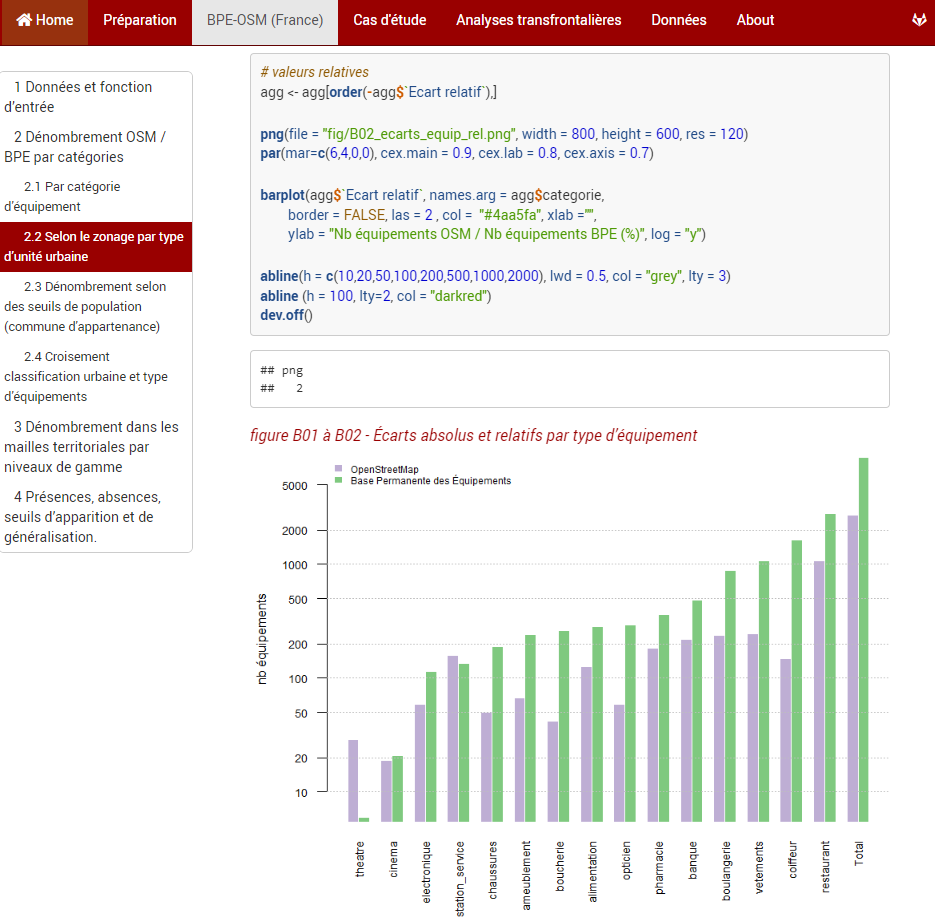 Home Préparation BPE-OSM (France) Cas d'étude Analyses transfrontalières Données About
1 Données et fonction
d'entrée
2 Dénombrement OSM /
BPE par catégories
2.1 Par catégorie
d'équipement
2.2 Selon le zonage par type
d'unité urbaine
2.3 Dénombrement selon
des seuils de population
(commune d'appartenance)
2.4 Croisement
classification urbaine et type
d'équipements
3 Dénombrement dans les
mailles territoriales par
niveaux de gamme
4 Présences, absences,
seuils d'apparition et de
généralisation.
# valeurs relatives
agg <- agg[order(-agg$`Ecart relatif`),]
png(file = "fig/B02_ecarts_equip_rel.png", width = 800, height = 600, res = 120)
par(mar=c(6,4,0,0), cex.main = 0.9, cex.lab = 0.8, cex.axis = 0.7)
barplot(agg$`Ecart relatif`, names.arg = agg$categorie,
border = FALSE, las = 2 , col =  "#4aa5fa", xlab ="",
ylab = "Nb équipements OSM / Nb équipements BPE (%)", log = "y")
abline(h = c(10,20,50,100,200,500,1000,2000), lwd = 0.5, col = "grey", lty = 3)
abline (h = 100, lty=2, col = "darkred")
dev.off()
## png
##   2
figure B01 à B02 - Écarts absolus et relatifs par type d'équipement
OpenStreetMap
Base Permanente des Équipements
nb équipements
5000
2000
1000
500
200
100
50
20
10
theatre
cinema
electronique
station_service
chaussures
ameublement
boucherie
alimentation
opticien
pharmacie
banque
boulangerie
vetements
coiffeur
restaurant
Total